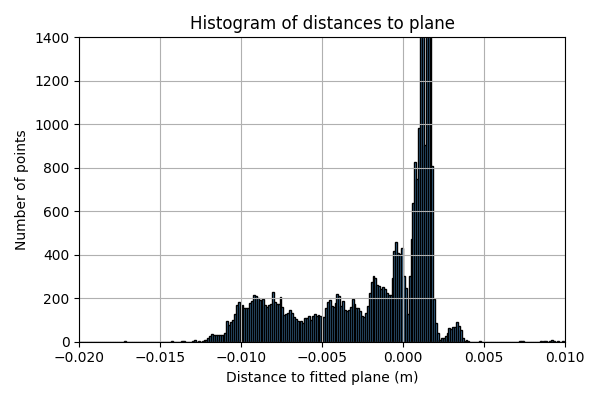 Histogram of distances to plane
1400
1200
1000
800
600
400
200
0
Number of points
−0.020 −0.015 −0.010 −0.005 0.000 0.005 0.010
Distance to fitted plane (m)